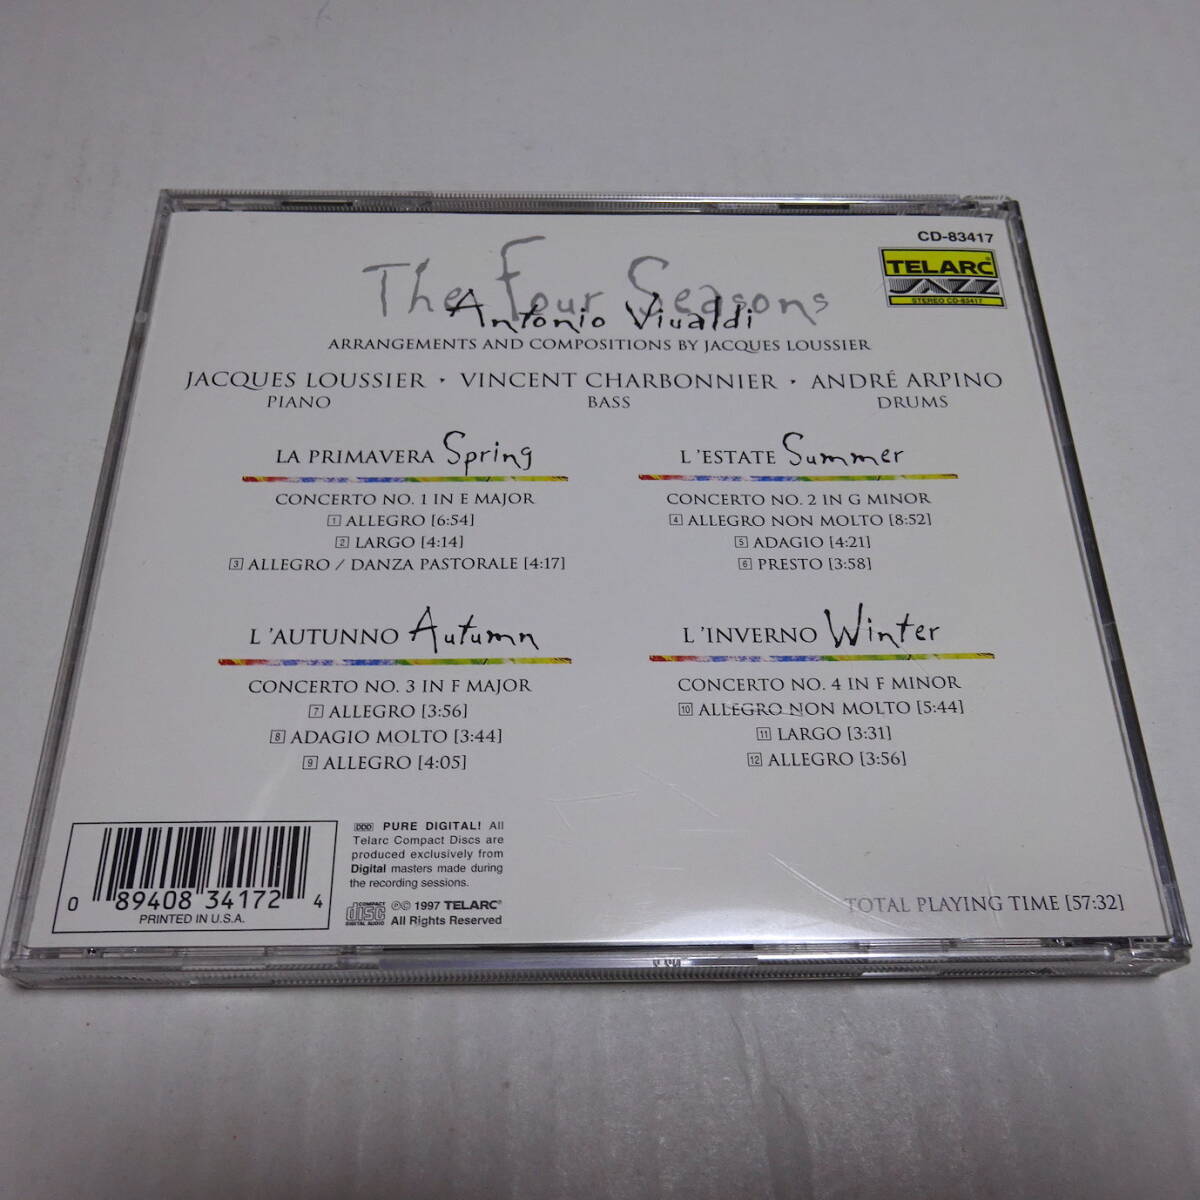 CD-83417
TELARC®
JAZZ
STEREO CD-83417
The Four Seasons
Antonio Vivaldi
ARRANGEMENTS AND COMPOSITIONS BY JACQUES LOUSSIER
JACQUES LOUSSIER · VINCENT CHARBONNIER · ANDRÉ ARPINO
PIANO BASS DRUMS
LA PRIMAVERA Spring
CONCERTO NO. 1 IN E MAJOR
1 ALLEGRO [6:54]
2 LARGO [4:14]
3 ALLEGRO / DANZA PASTORALE [4:17]
L'ESTATE Summer
CONCERTO NO. 2 IN G MINOR
4 ALLEGRO NON MOLTO [8:52]
5 ADAGIO [4:21]
6 PRESTO [3:58]
L'AUTUNNO Autumn
CONCERTO NO. 3 IN F MAJOR
7 ALLEGRO [3:56]
8 ADAGIO MOLTO [3:44]
9 ALLEGRO [4:05]
L'INVERNO Winter
CONCERTO NO. 4 IN F MINOR
10 ALLEGRO NON MOLTO [5:44]
11 LARGO [3:31]
12 ALLEGRO [3:56]
0 89408 34172 4
PRINTED IN U.S.A.
DDD PURE DIGITAL! All
Telarc Compact Discs are
produced exclusively from
Digital masters made during
the recording sessions.
COMPACT
disc
DIGITAL AUDIO
℗© 1997 TELARC®
All Rights Reserved
TOTAL PLAYING TIME [57:32]